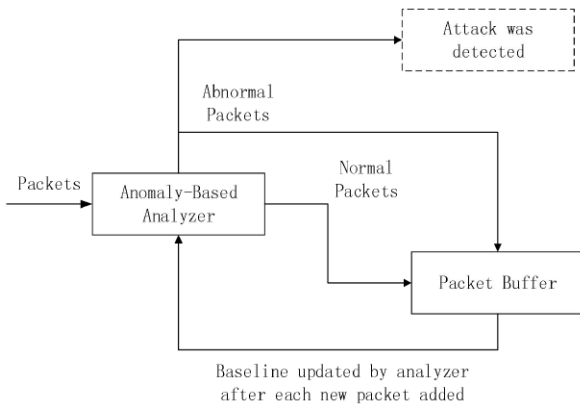 Attack was
detected
Abnormal
Packets
Normal
Packets
Packets
Anomaly-Based
Analyzer
Packet Buffer
Baseline updated by analyzer
after each new packet added